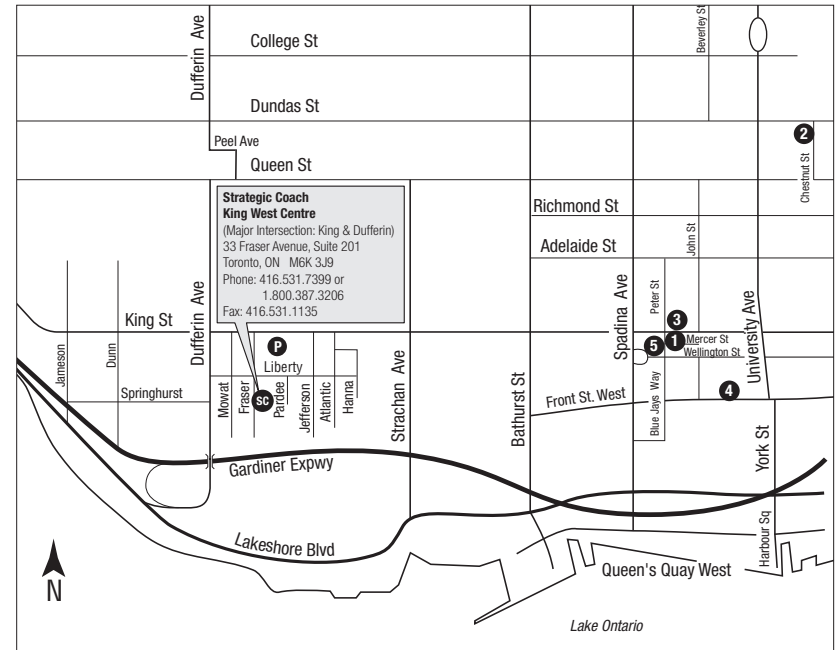 College St
Dufferin Ave
Beverley St
Dundas St
2
Peel Ave
Queen St
Chestnut St
Strategic Coach
King West Centre
(Major Intersection: King & Dufferin)
33 Fraser Avenue, Suite 201
Toronto, ON M6K 3J9
Phone: 416.531.7399 or
1.800.387.3206
Fax: 416.531.1135
Richmond St
Adelaide St
John St
Dufferin Ave
Spadina Ave
Peter St
University Ave
King St
3
P
1
5
Mercer St
Wellington St
Jameson
Dunn
Liberty
Springhurst
Mowat
Fraser
SC
Pardee
Jefferson
Atlantic
Hanna
Strachan Ave
Bathurst St
Front St. West
Blue Jays Way
4
York St
Gardiner Expwy
Lakeshore Blvd
Harbour Sq
N
Queen's Quay West
Lake Ontario